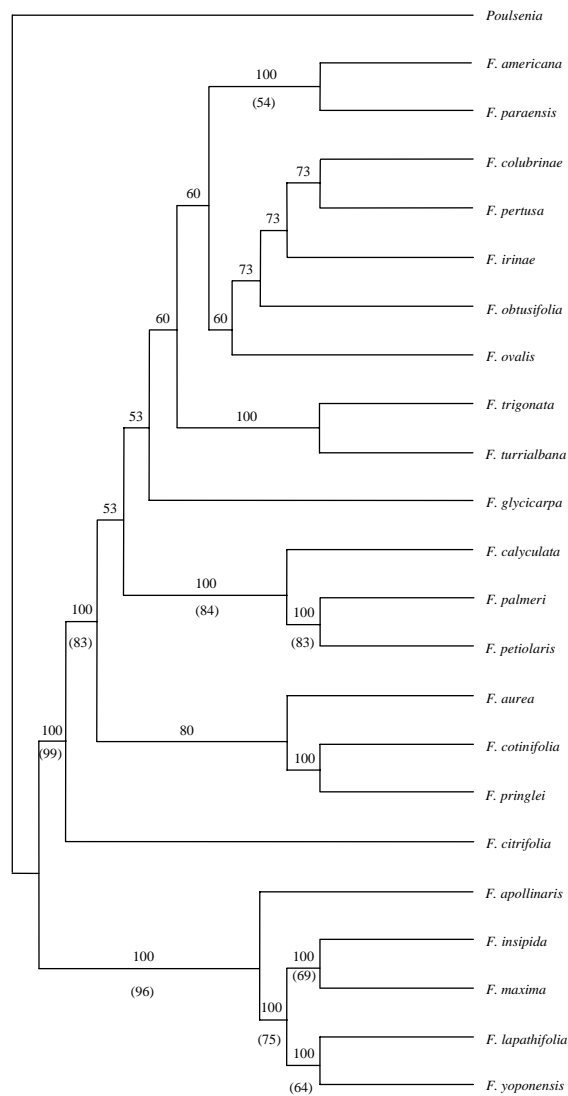 Poulsenia
F. americana
100
(54)
F. paraensis
F. colubrinae
73
60
F. pertusa
73
F. irinae
73
F. obtusifolia
60
60
F. ovalis
F. trigonata
53
100
F. turrialbana
F. glycicarpa
53
F. calyculata
100
F. palmeri
(84)
100
100
(83)
(83)
F. petiolaris
F. aurea
100
80
F. cotinifolia
(99)
100
F. pringlei
F. citrifolia
F. apollinaris
F. insipida
100
100
(69)
(96)
F. maxima
100
F. lapathifolia
(75)
100
(64)
F. yoponensis